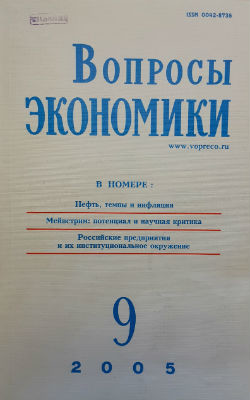 ISSN 0042-8736
Вопросы
ЭКОНОМИКИ
www.vopreco.ru
В НОМЕРЕ:
Нефть, темпы и инфляция
Мейнстрим: потенциал и научная критика
Российские предприятия
и их институциональное окружение
9
2005